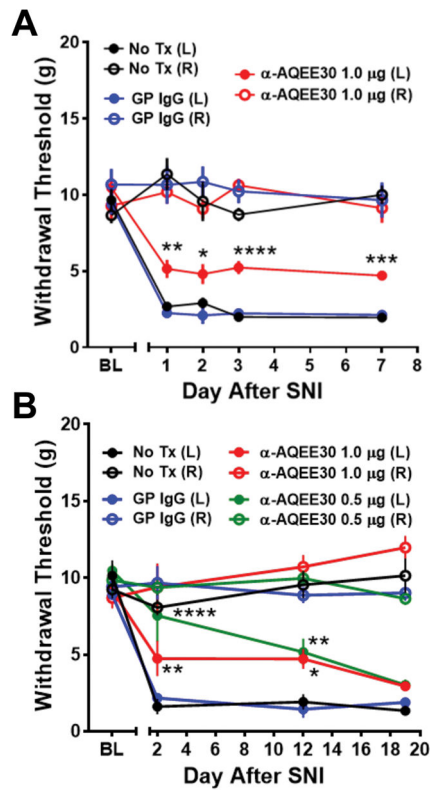 A
No Tx (L)
No Tx (R)
GP IgG (L)
GP IgG (R)
α-AQEE30 1.0 μg (L)
α-AQEE30 1.0 μg (R)
Withdrawal Threshold (g)
20
15
10
5
0
** * **** ***
BL 1 2 3 4 5 6 7 8
Day After SNI
B
No Tx (L)
No Tx (R)
GP IgG (L)
GP IgG (R)
α-AQEE30 1.0 μg (L)
α-AQEE30 1.0 μg (R)
α-AQEE30 0.5 μg (L)
α-AQEE30 0.5 μg (R)
Withdrawal Threshold (g)
20
15
10
5
0
****
**
**
*
BL 2 4 6 8 10 12 14 16 18 20
Day After SNI